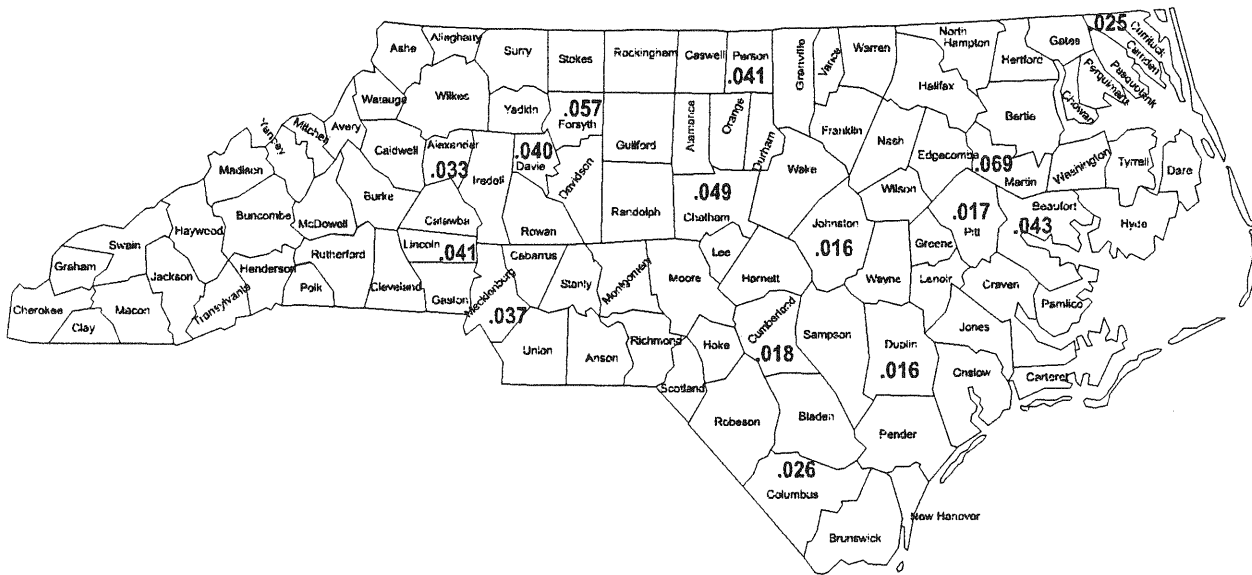 Ashe
Alleghany
Surry
Stokes
Rockingham
Caswell
Person
.041
Granville
Vance
Warren
North
Hampton
Hertford
Gates
.025
Currituck
Camden
Pasquotank
Perquimans
Chowan
Watauga
Wilkes
Yadkin
.057
Forsyth
Guilford
Alamance
Orange
Durham
Franklin
Halifax
Nash
Bertie
Yancey
Mitchell
Avery
Caldwell
Alexander
.033
Iredell
.040
Davie
Davidson
Wake
Edgecombe
.069
Martin
Washington
Tyrrell
Dare
Madison
Buncombe
McDowell
Burke
Catawba
Rowan
Randolph
.049
Chatham
Johnston
.016
Wilson
.017
Pitt
Beaufort
.043
Hyde
Swain
Haywood
Graham
Jackson
Henderson
Rutherford
Lincoln
.041
Cabarrus
Stanly
Montgomery
Moore
Lee
Harnett
Wayne
Greene
Lenoir
Craven
Pamlico
Cherokee
Clay
Macon
Transylvania
Polk
Cleveland
Gaston
Mecklenburg
.037
Union
Anson
Richmond
Scotland
Hoke
Cumberland
.018
Sampson
Duplin
.016
Jones
Onslow
Carteret
Robeson
Bladen
Pender
.026
Columbus
Brunswick
New Hanover